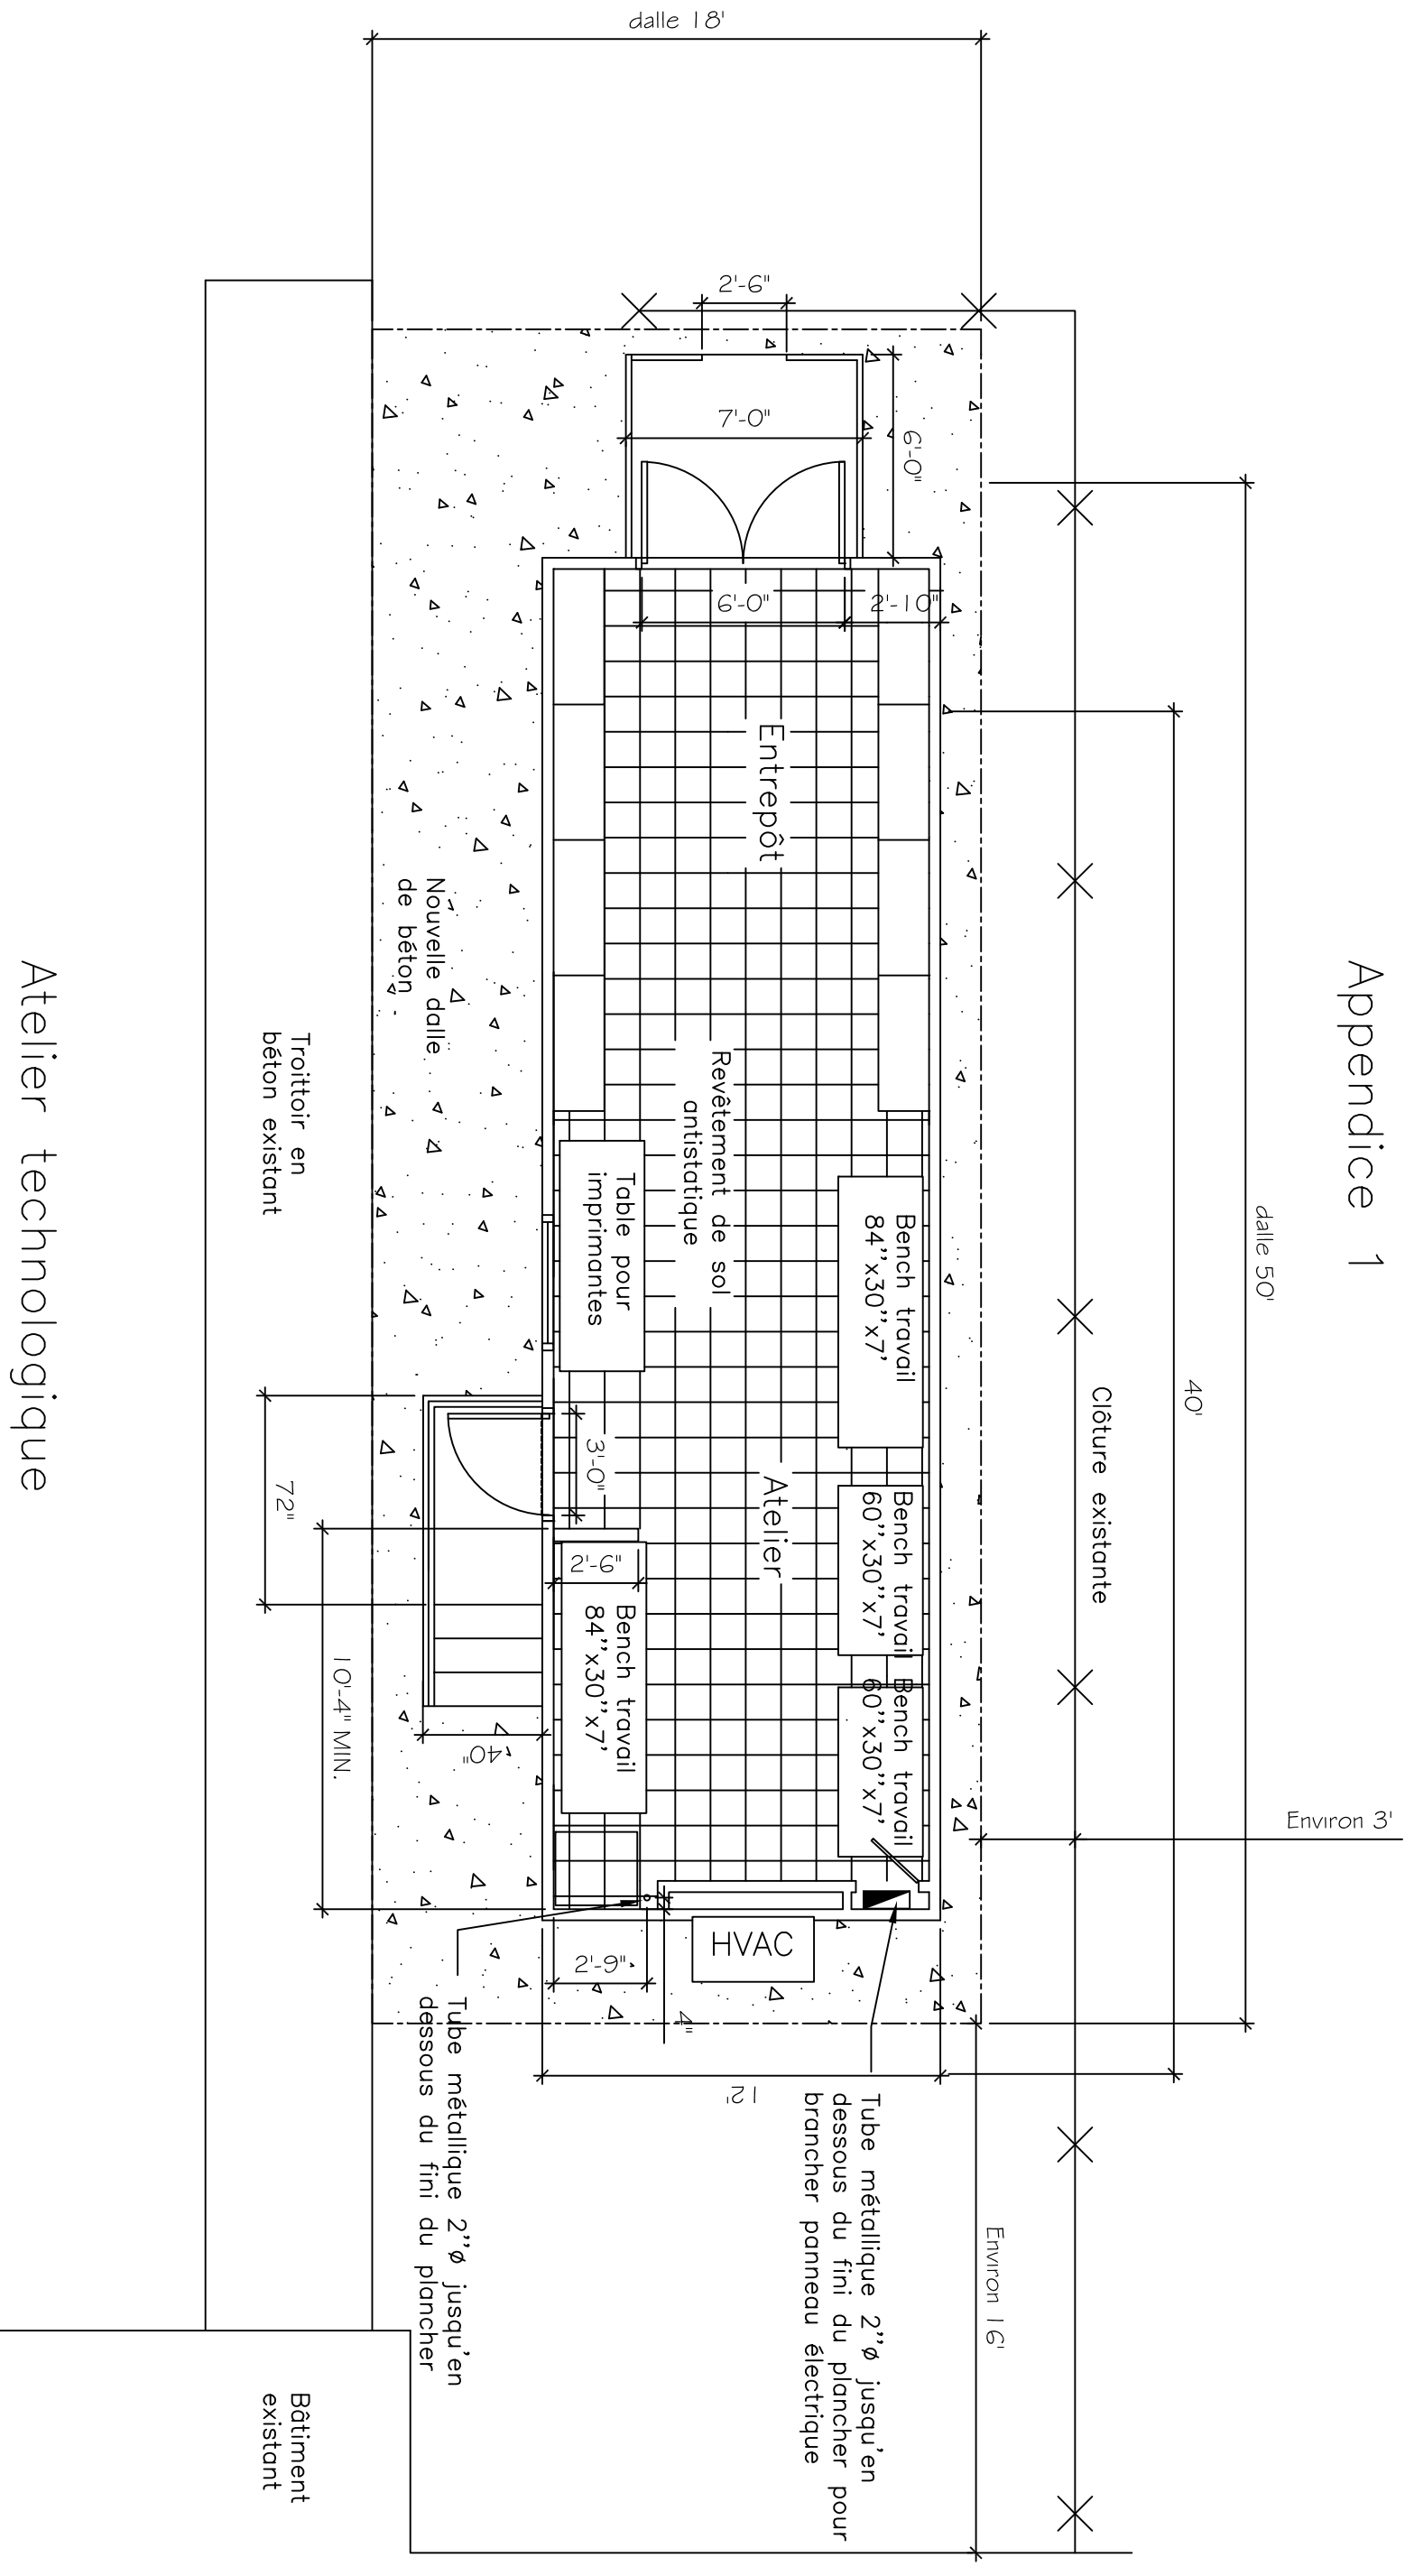 Appendice 1
dalle 50'
40'
Clôture existante
Environ 3'
Environ 16'
dalle 18'
2'-6"
7'-0"
6'-0"
6'-0"
2'-10"
Entrepôt
Revêtement de sol
antistatique
Bench travail
84''x30''x7'
Bench travail
60''x30''x7'
Bench travail
60''x30''x7'
Atelier
Table pour
imprimantes
3'-0"
2'-6"
Bench travail
84''x30''x7'
HVAC
2'-9"
4"
12'
Tube métallique 2''ø jusqu'en
dessous du fini du plancher pour
brancher panneau électrique
Tube métallique 2''ø jusqu'en
dessous du fini du plancher
Nouvelle dalle
de béton
40"
10'-4" MIN.
72"
Troittoir en
béton existant
Bâtiment
existant
Atelier technologique